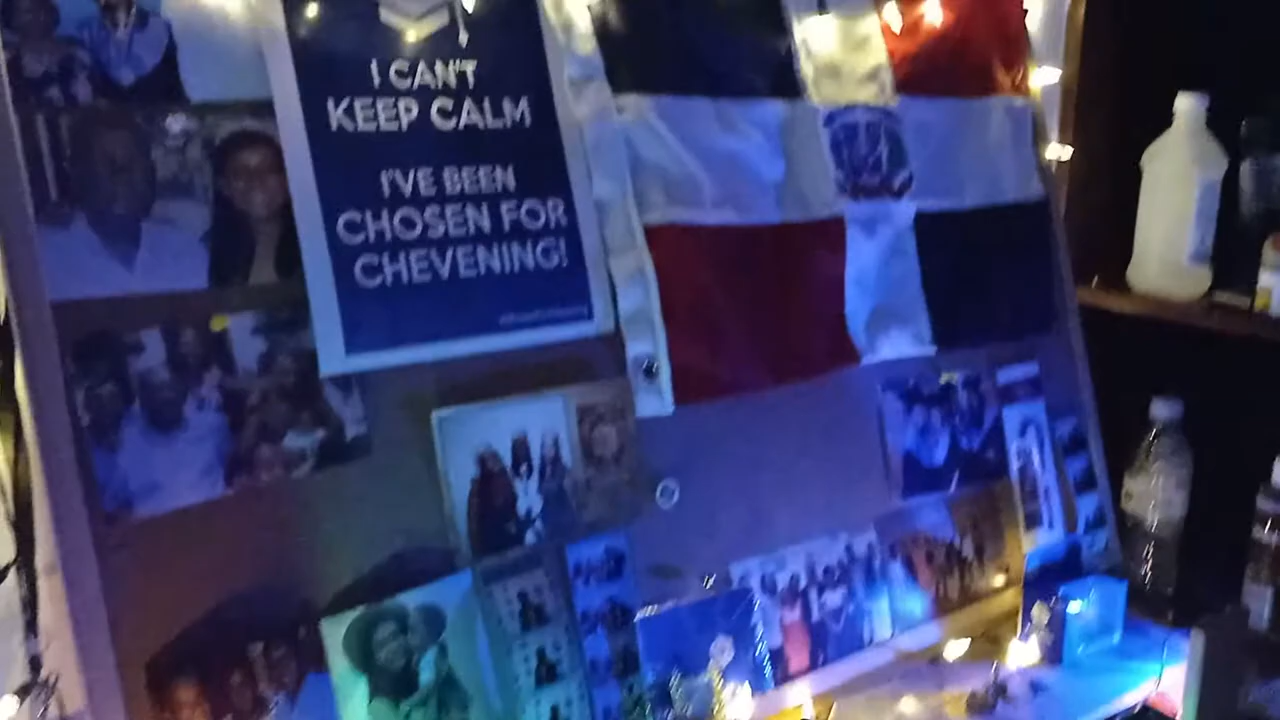 I CAN'T
KEEP CALM
I'VE BEEN
CHOSEN FOR
CHEVENING!